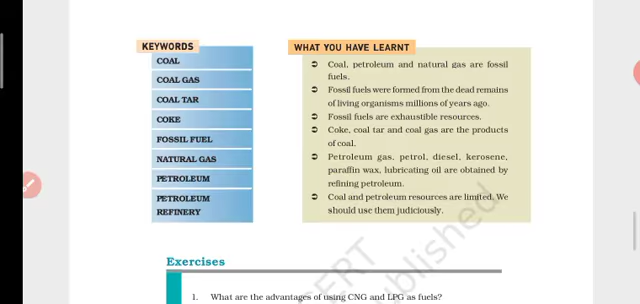 KEYWORDS
COAL
COAL GAS
COAL TAR
COKE
FOSSIL FUEL
NATURAL GAS
PETROLEUM
PETROLEUM
REFINERY
WHAT YOU HAVE LEARNT
➲ Coal, petroleum and natural gas are fossil
fuels.
➲ Fossil fuels were formed from the dead remains
of living organisms millions of years ago.
➲ Fossil fuels are exhaustible resources.
➲ Coke, coal tar and coal gas are the products
of coal.
➲ Petroleum gas, petrol, diesel, kerosene,
paraffin wax, lubricating oil are obtained by
refining petroleum.
➲ Coal and petroleum resources are limited. We
should use them judiciously.
Exercises
1. What are the advantages of using CNG and LPG as fuels?